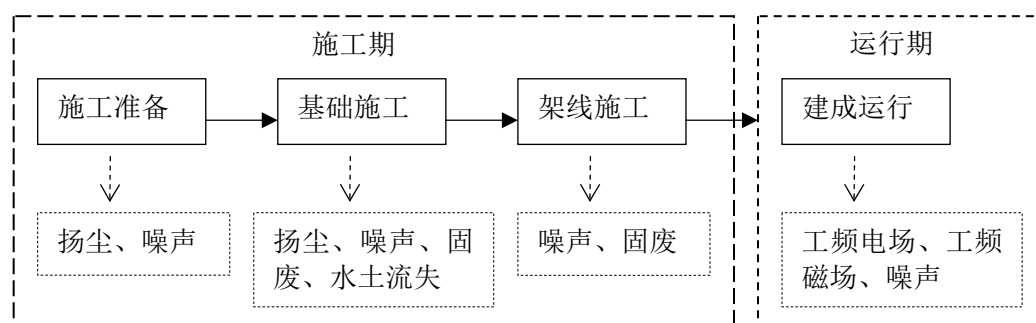 施工期
运行期
施工准备
基础施工
架线施工
建成运行
扬尘、噪声
扬尘、噪声、固
废、水土流失
噪声、固废
工频电场、工频
磁场、噪声